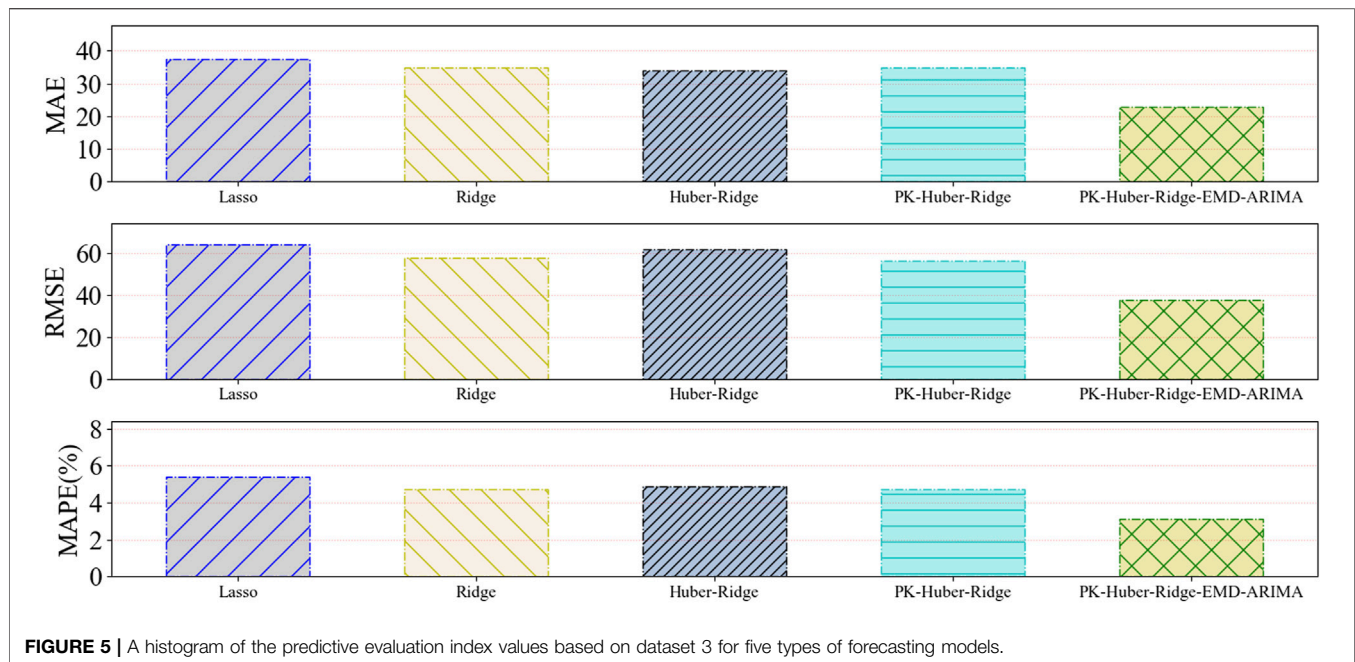 MAE
40
30
20
10
0
Lasso Ridge Huber-Ridge PK-Huber-Ridge PK-Huber-Ridge-EMD-ARIMA
RMSE
60
40
20
0
Lasso Ridge Huber-Ridge PK-Huber-Ridge PK-Huber-Ridge-EMD-ARIMA
MAPE(%)
8
6
4
2
0
Lasso Ridge Huber-Ridge PK-Huber-Ridge PK-Huber-Ridge-EMD-ARIMA
FIGURE 5 | A histogram of the predictive evaluation index values based on dataset 3 for five types of forecasting models.